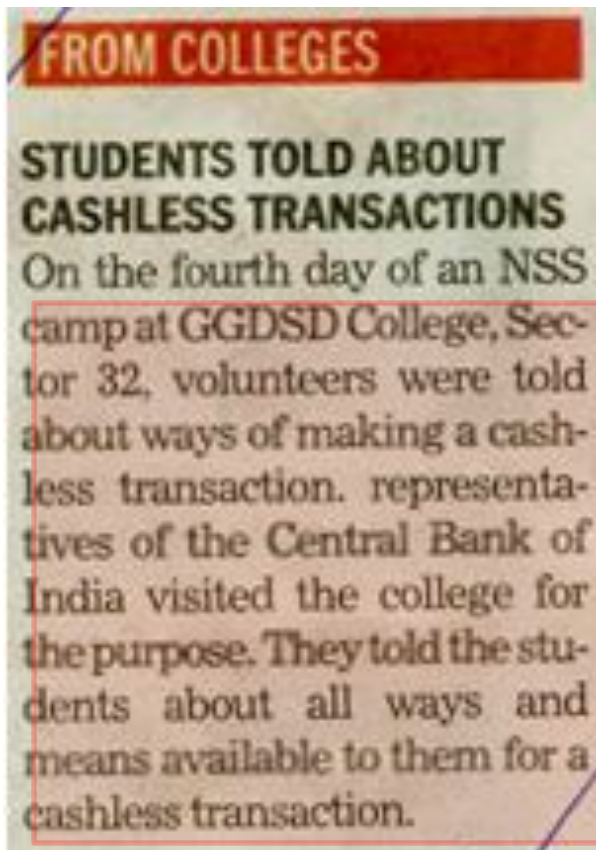 FROM COLLEGES
STUDENTS TOLD ABOUT
CASHLESS TRANSACTIONS
On the fourth day of an NSS
camp at GGDSD College, Sec-
tor 32, volunteers were told
about ways of making a cash-
less transaction. representa-
tives of the Central Bank of
India visited the college for
the purpose. They told the stu-
dents about all ways and
means available to them for a
cashless transaction.